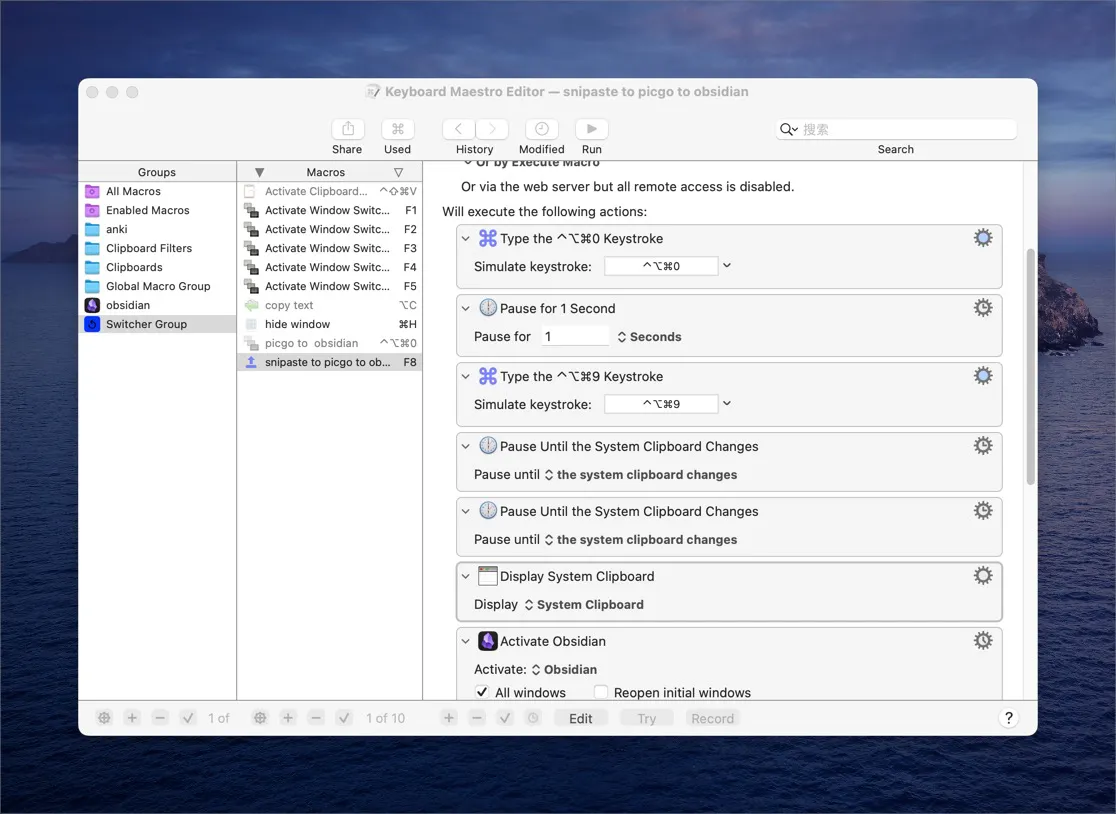 Keyboard Maestro Editor — snipaste to picgo to obsidian
Share Used History Modified Run Search
搜索
Groups
All Macros
Enabled Macros
anki
Clipboard Filters
Clipboards
Global Macro Group
obsidian
Switcher Group
Macros
Activate Clipboard... ^⇧⌘V
Activate Window Switc... F1
Activate Window Switc... F2
Activate Window Switc... F3
Activate Window Switc... F4
Activate Window Switc... F5
copy text ⌥C
hide window ⌘H
picgo to obsidian ^⌥⌘0
snipaste to picgo to ob... F8
Or by Execute Macro
Or via the web server but all remote access is disabled.
Will execute the following actions:
Type the ^⌥⌘0 Keystroke
Simulate keystroke: ^⌥⌘0
Pause for 1 Second
Pause for 1 Seconds
Type the ^⌥⌘9 Keystroke
Simulate keystroke: ^⌥⌘9
Pause Until the System Clipboard Changes
Pause until the system clipboard changes
Pause Until the System Clipboard Changes
Pause until the system clipboard changes
Display System Clipboard
Display System Clipboard
Activate Obsidian
Activate: Obsidian
All windows Reopen initial windows
1 of
1 of 10
Edit Try Record ?